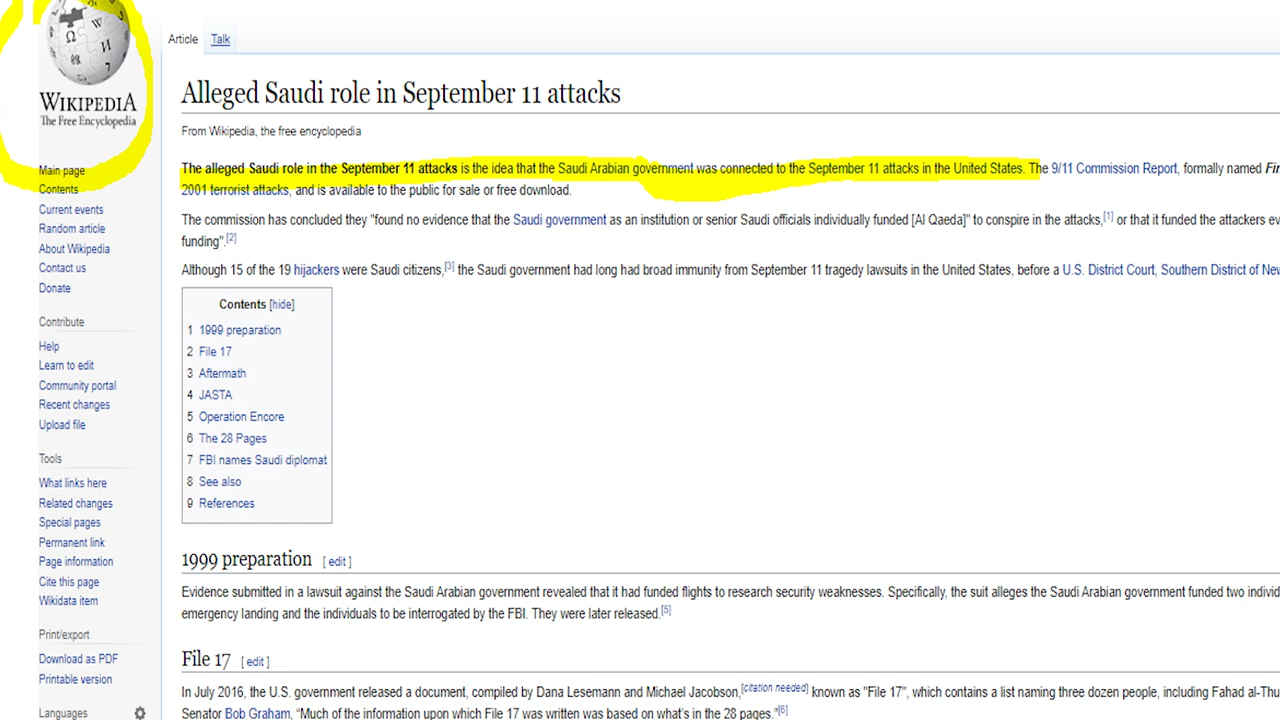 WIKIPEDIA
The Free Encyclopedia
Main page
Contents
Current events
Random article
About Wikipedia
Contact us
Donate
Contribute
Help
Learn to edit
Community portal
Recent changes
Upload file
Tools
What links here
Related changes
Special pages
Permanent link
Page information
Cite this page
Wikidata item
Print/export
Download as PDF
Printable version
Languages
Article Talk
Alleged Saudi role in September 11 attacks
From Wikipedia, the free encyclopedia
The alleged Saudi role in the September 11 attacks is the idea that the Saudi Arabian government was connected to the September 11 attacks in the United States. The 9/11 Commission Report, formally named
2001 terrorist attacks, and is available to the public for sale or free download.
The commission has concluded they "found no evidence that the Saudi government as an institution or senior Saudi officials individually funded [Al Qaeda]" to conspire in the attacks,[1] or that it funded the attackers
funding".[2]
Although 15 of the 19 hijackers were Saudi citizens,[3] the Saudi government had long had broad immunity from September 11 tragedy lawsuits in the United States, before a U.S. District Court, Southern District of
Contents [hide]
1 1999 preparation
2 File 17
3 Aftermath
4 JASTA
5 Operation Encore
6 The 28 Pages
7 FBI names Saudi diplomat
8 See also
9 References
1999 preparation [ edit ]
Evidence submitted in a lawsuit against the Saudi Arabian government revealed that it had funded flights to research security weaknesses. Specifically, the suit alleges the Saudi Arabian government funded two
emergency landing and the individuals to be interrogated by the FBI. They were later released.[5]
File 17 [ edit ]
In July 2016, the U.S. government released a document, compiled by Dana Lesemann and Michael Jacobson,[citation needed] known as "File 17", which contains a list naming three dozen people, including Fahad
Senator Bob Graham, “Much of the information upon which File 17 was written was based on what's in the 28 pages.”[6]